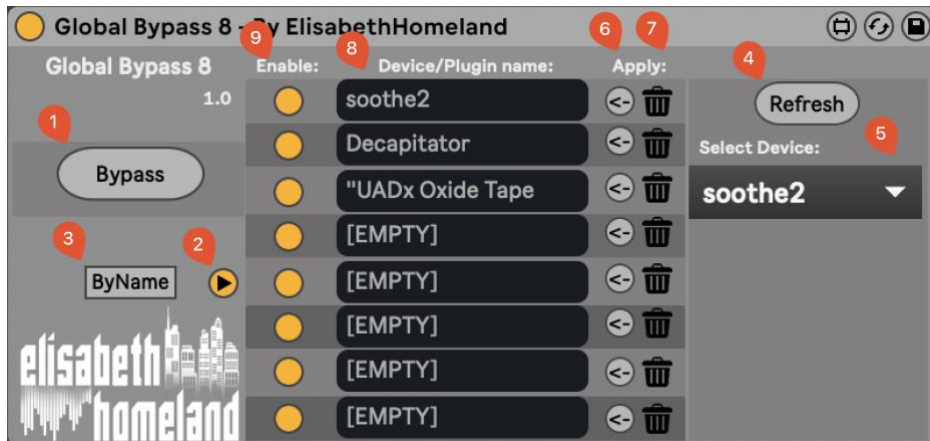 Global Bypass 8 - By ElisabethHomeland
6 7
9
8
4
Global Bypass 8
Enable:
Device/Plugin name:
Apply:
1.0
soothe2
<-
Refresh
1
5
Decapitator
<-
Select Device:
Bypass
"UADx Oxide Tape
<-
soothe2
3
2
[EMPTY]
<-
ByName
[EMPTY]
<-
[EMPTY]
<-
elisabeth
[EMPTY]
<-
homeland
[EMPTY]
<-